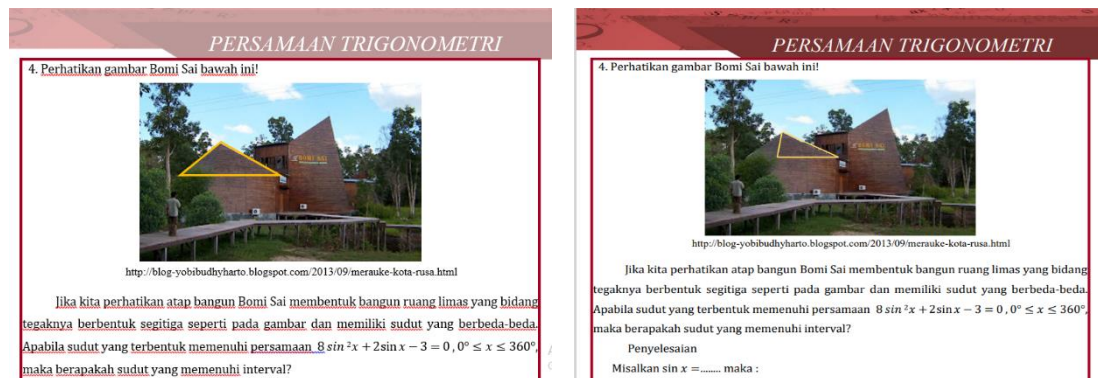 PERSAMAAN TRIGONOMETRI
4. Perhatikan gambar Bomi Sai bawah ini!
BOMI SAI
http://blog-yobibudhyharto.blogspot.com/2013/09/merauke-kota-rusa.html
Jika kita perhatikan atap bangun Bomi Sai membentuk bangun ruang limas yang bidang
tegaknya berbentuk segitiga seperti pada gambar dan memiliki sudut yang berbeda-beda.
Apabila sudut yang terbentuk memenuhi persamaan 8 sin ²x + 2sin x − 3 = 0 , 0° ≤ x ≤ 360°,
maka berapakah sudut yang memenuhi interval?
PERSAMAAN TRIGONOMETRI
4. Perhatikan gambar Bomi Sai bawah ini!
BOMI SAI
http://blog-yobibudhyharto.blogspot.com/2013/09/merauke-kota-rusa.html
Jika kita perhatikan atap bangun Bomi Sai membentuk bangun ruang limas yang bidang
tegaknya berbentuk segitiga seperti pada gambar dan memiliki sudut yang berbeda-beda.
Apabila sudut yang terbentuk memenuhi persamaan 8 sin ²x + 2sin x − 3 = 0 , 0° ≤ x ≤ 360°,
maka berapakah sudut yang memenuhi interval?
Penyelesaian
Misalkan sin x =........ maka :